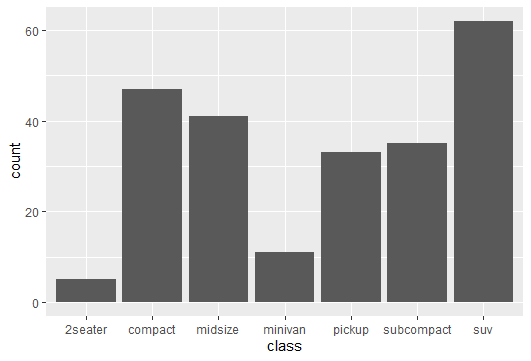 60
40
20
0
count
2seater compact midsize minivan pickup subcompact suv
class